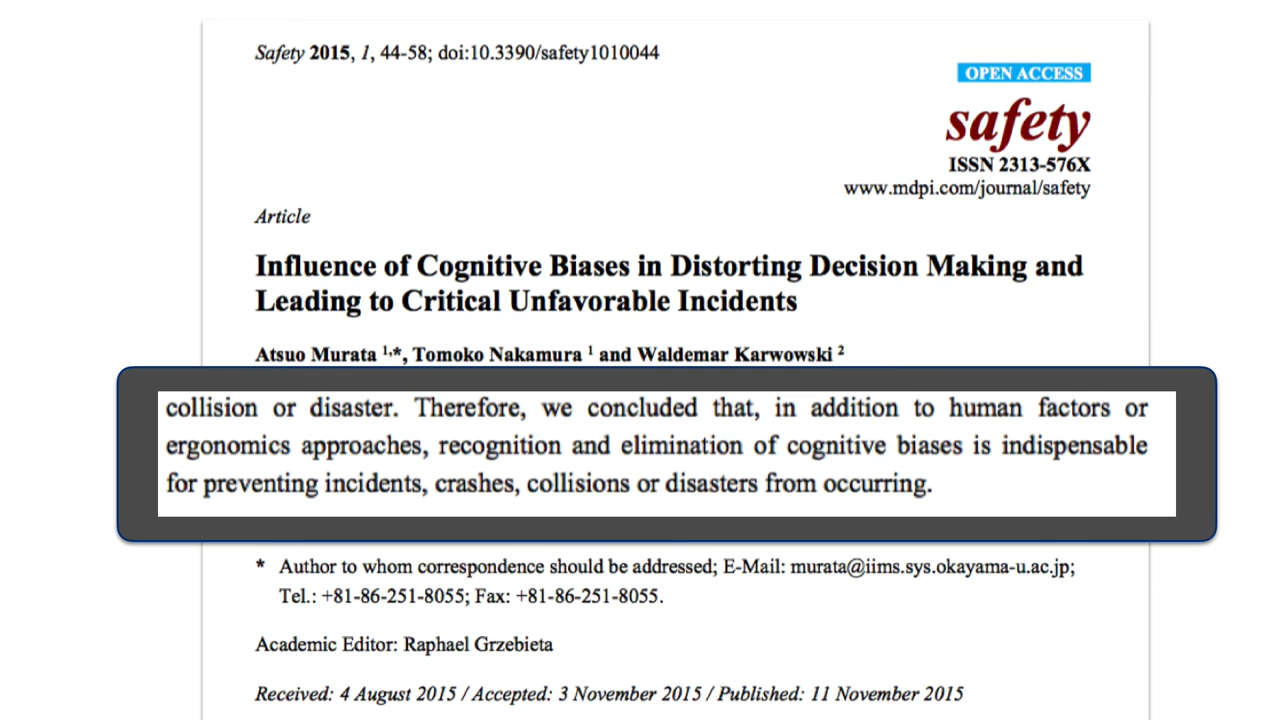 Safety 2015, 1, 44-58; doi:10.3390/safety1010044
OPEN ACCESS
safety
ISSN 2313-576X
www.mdpi.com/journal/safety
Article
Influence of Cognitive Biases in Distorting Decision Making and
Leading to Critical Unfavorable Incidents
Atsuo Murata 1,*, Tomoko Nakamura 1 and Waldemar Karwowski 2
collision or disaster. Therefore, we concluded that, in addition to human factors or
ergonomics approaches, recognition and elimination of cognitive biases is indispensable
for preventing incidents, crashes, collisions or disasters from occurring.
* Author to whom correspondence should be addressed; E-Mail: murata@iims.sys.okayama-u.ac.jp;
Tel.: +81-86-251-8055; Fax: +81-86-251-8055.
Academic Editor: Raphael Grzebieta
Received: 4 August 2015 / Accepted: 3 November 2015 / Published: 11 November 2015